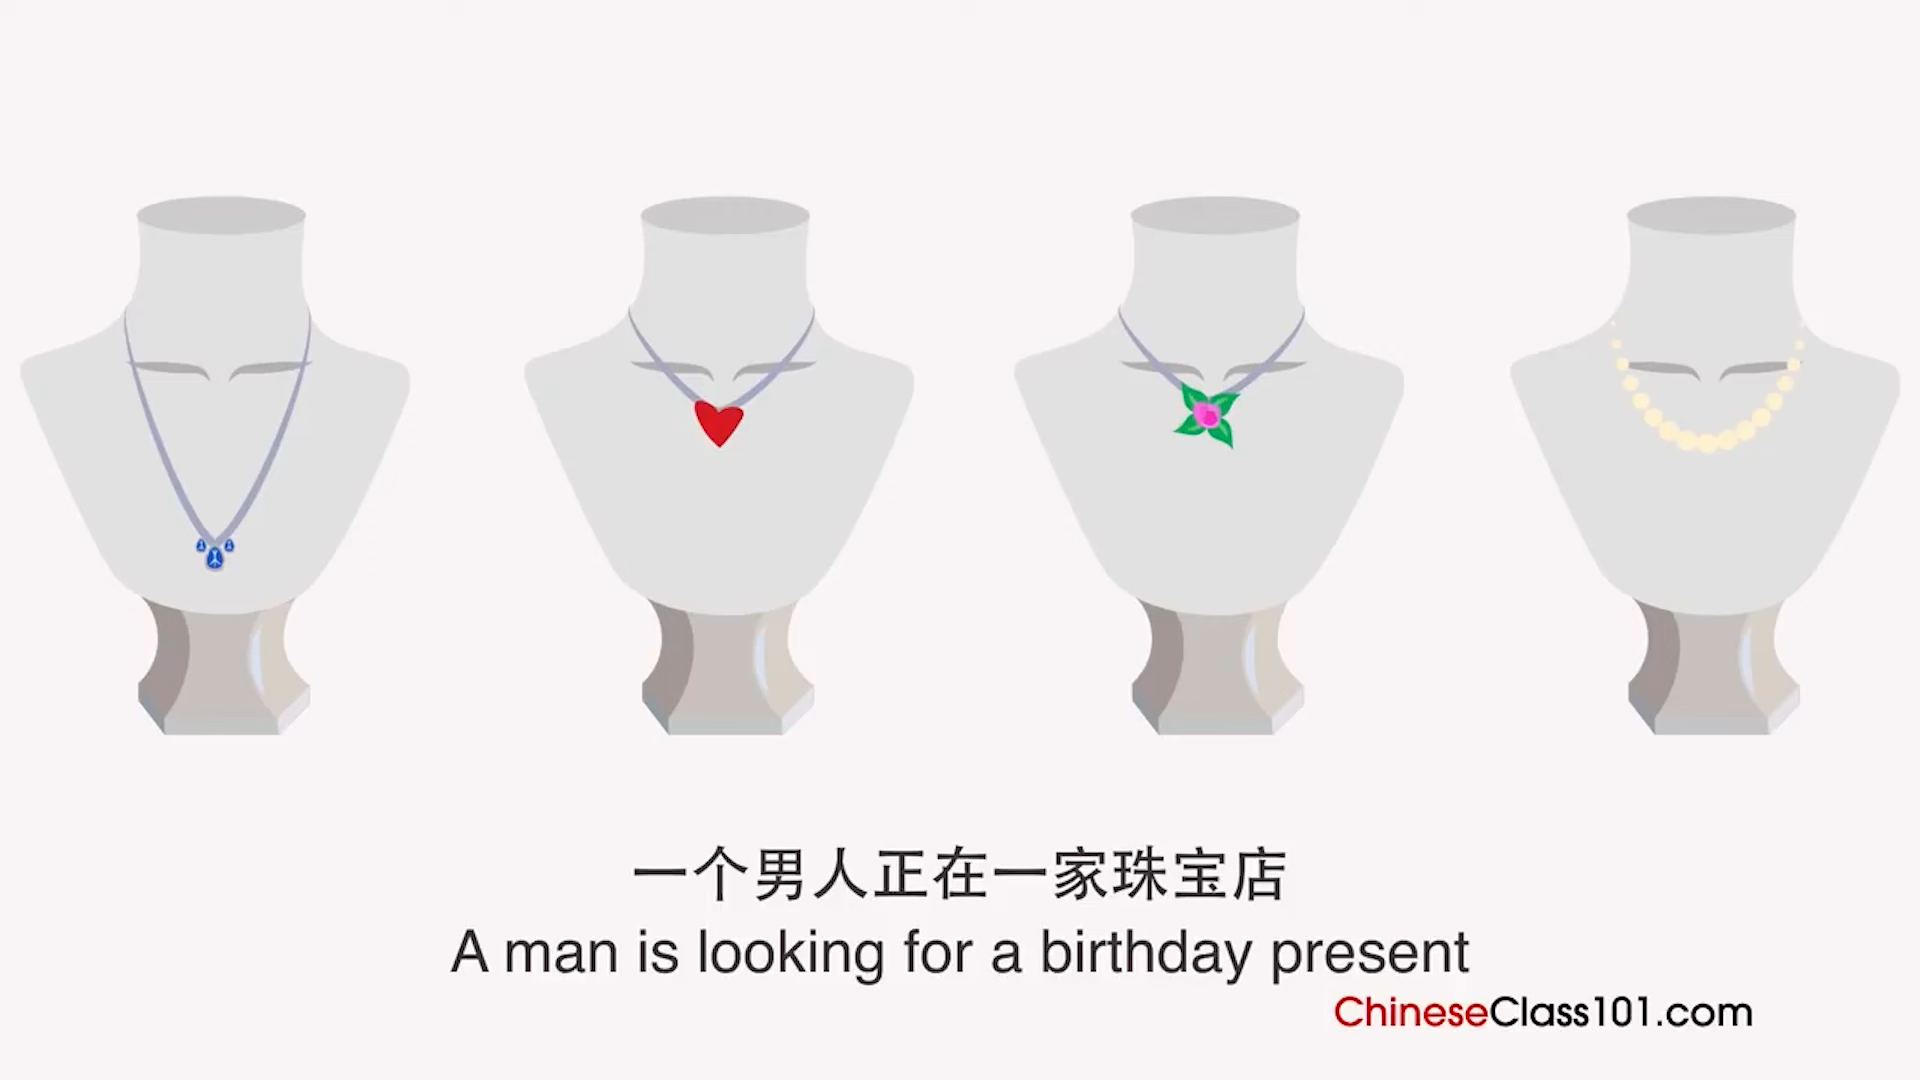 一个男人正在一家珠宝店
A man is looking for a birthday present
ChineseClass101.com